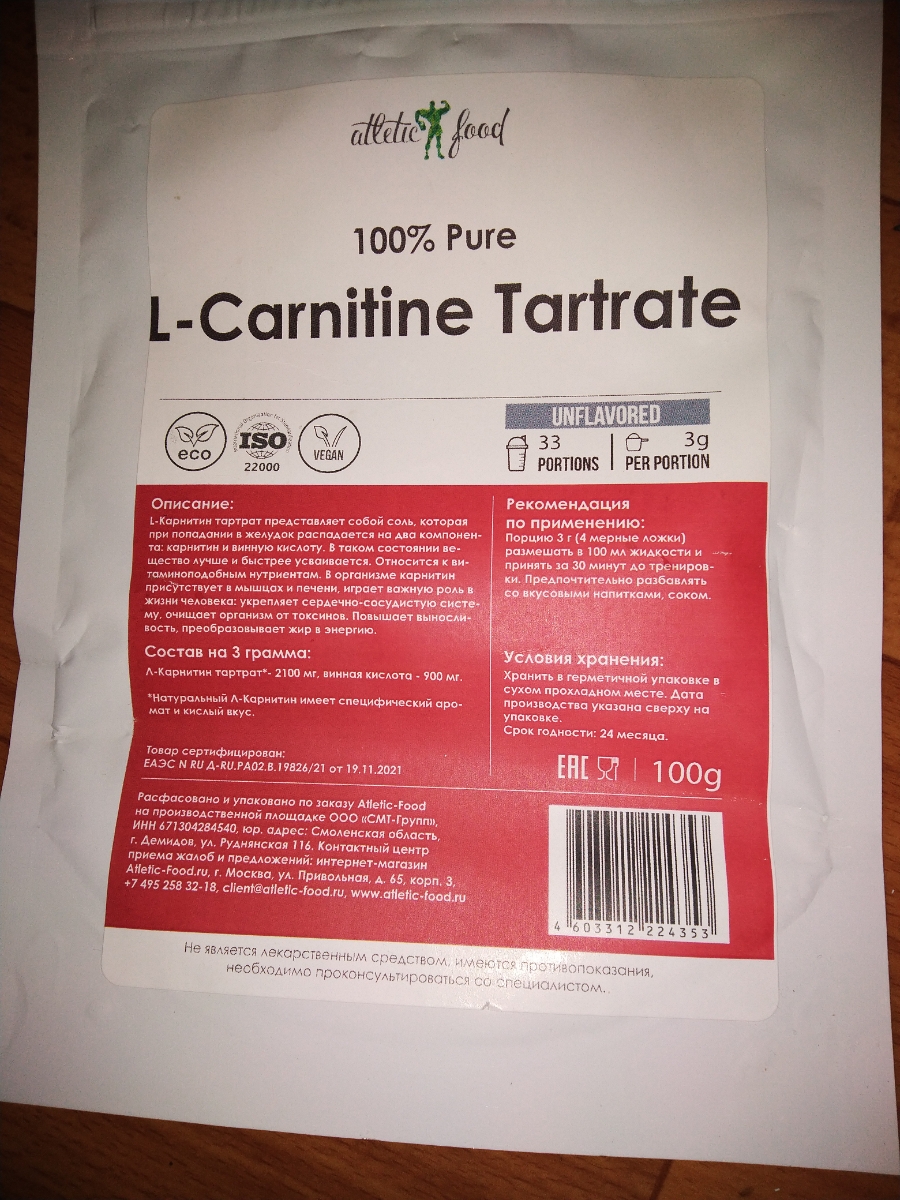 atletic food
100% Pure
L-Carnitine Tartrate
eco
ISO
22000
VEGAN
UNFLAVORED
33
PORTIONS
3g
PER PORTION
Описание:
L-Карнитин тартрат представляет собой соль, которая
при попадании в желудок распадается на два компонен-
та: карнитин и винную кислоту. В таком состоянии ве-
щество лучше и быстрее усваивается. Относится к ви-
таминоподобным нутриентам. В организме карнитин
присутствует в мышцах и печени, играет важную роль в
жизни человека: укрепляет сердечно-сосудистую систе-
му, очищает организм от токсинов. Повышает выносли-
вость, преобразовывает жир в энергию.
Состав на 3 грамма:
Л-Карнитин тартрат*- 2100 мг, винная кислота - 900 мг.
*Натуральный Л-Карнитин имеет специфический аро-
мат и кислый вкус.
Товар сертифицирован:
ЕАЭС N RU Д-RU.РА02.В.19826/21 от 19.11.2021
Рекомендация
по применению:
Порцию 3 г (4 мерные ложки)
размешать в 100 мл жидкости и
принять за 30 минут до трениров-
ки. Предпочтительно разбавлять
со вкусовыми напитками, соком.
Условия хранения:
Хранить в герметичной упаковке в
сухом прохладном месте. Дата
производства указана сверху на
упаковке.
Срок годности: 24 месяца.
EAC
100g
Расфасовано и упаковано по заказу Atletic-Food
на производственной площадке ООО «СМТ-Групп»,
ИНН 671304284540, юр. адрес: Смоленская область,
г. Демидов, ул. Руднянская 116. Контактный центр
приема жалоб и предложений: интернет-магазин
Atletic-Food.ru, г. Москва, ул. Привольная, д. 65, корп. 3,
+7 495 258 32-18, client@atletic-food.ru, www.atletic-food.ru
4 603312 224353
Не является лекарственным средством, имеются противопоказания,
необходимо проконсультироваться со специалистом..